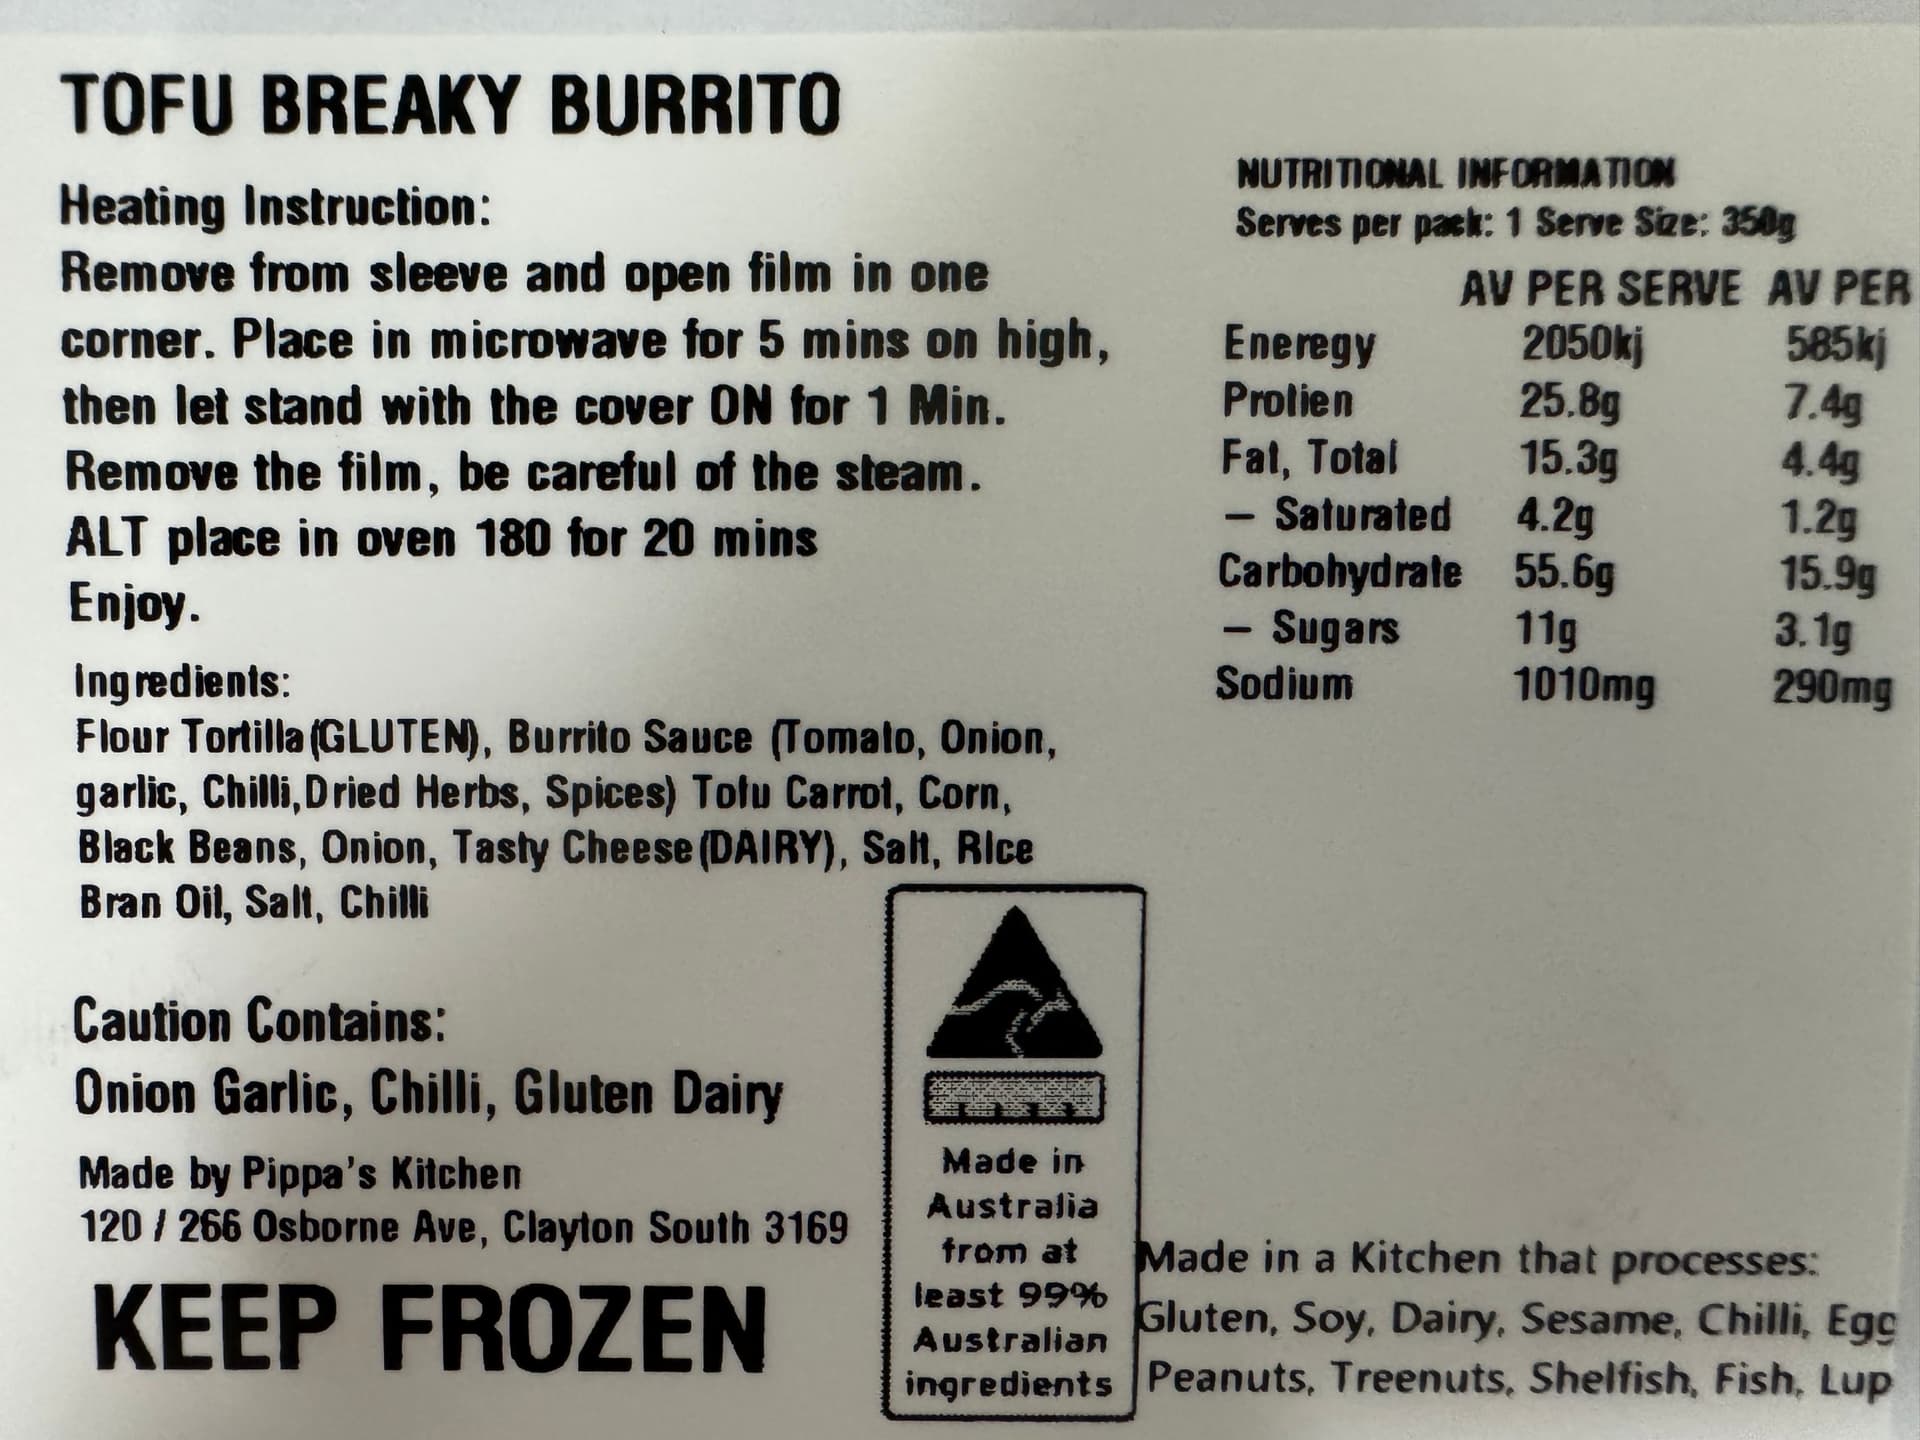 TOFU BREAKY BURRITO
Heating Instruction:
Remove from sleeve and open film in one
corner. Place in microwave for 5 mins on high,
then let stand with the cover ON for 1 Min.
Remove the film, be careful of the steam.
ALT place in oven 180 for 20 mins
Enjoy.
Ingredients:
Flour Tortilla(GLUTEN), Burrito Sauce (Tomato, Onion,
garlic, Chilli,Dried Herbs, Spices) Tofu Carrot, Corn,
Black Beans, Onion, Tasty Cheese(DAIRY), Salt, RIce
Bran Oil, Salt, Chilli
Caution Contains:
Onion Garlic, Chilli, Gluten Dairy
Made by Pippa's Kitchen
120 / 266 Osborne Ave, Clayton South 3169
KEEP FROZEN
Made in
Australia
from at
least 99%
Australian
ingredients
NUTRITIONAL INFORMATION
Serves per pack: 1 Serve Size: 350g
AV PER SERVE AV PER
Eneregy 2050kj 585kj
Protien 25.8g 7.4g
Fat, Total 15.3g 4.4g
– Saturated 4.2g 1.2g
Carbohydrate 55.6g 15.9g
– Sugars 11g 3.1g
Sodium 1010mg 290mg
Made in a Kitchen that processes:
Gluten, Soy, Dairy, Sesame, Chilli, Egg
Peanuts, Treenuts, Shelfish, Fish, Lup